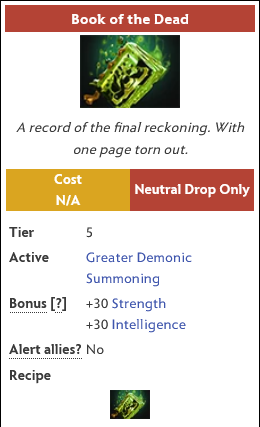 Book of the Dead
A record of the final reckoning. With
one page torn out.
Cost
N/A
Neutral Drop Only
Tier 5
Active Greater Demonic
Summoning
Bonus [?] +30 Strength
+30 Intelligence
Alert allies? No
Recipe